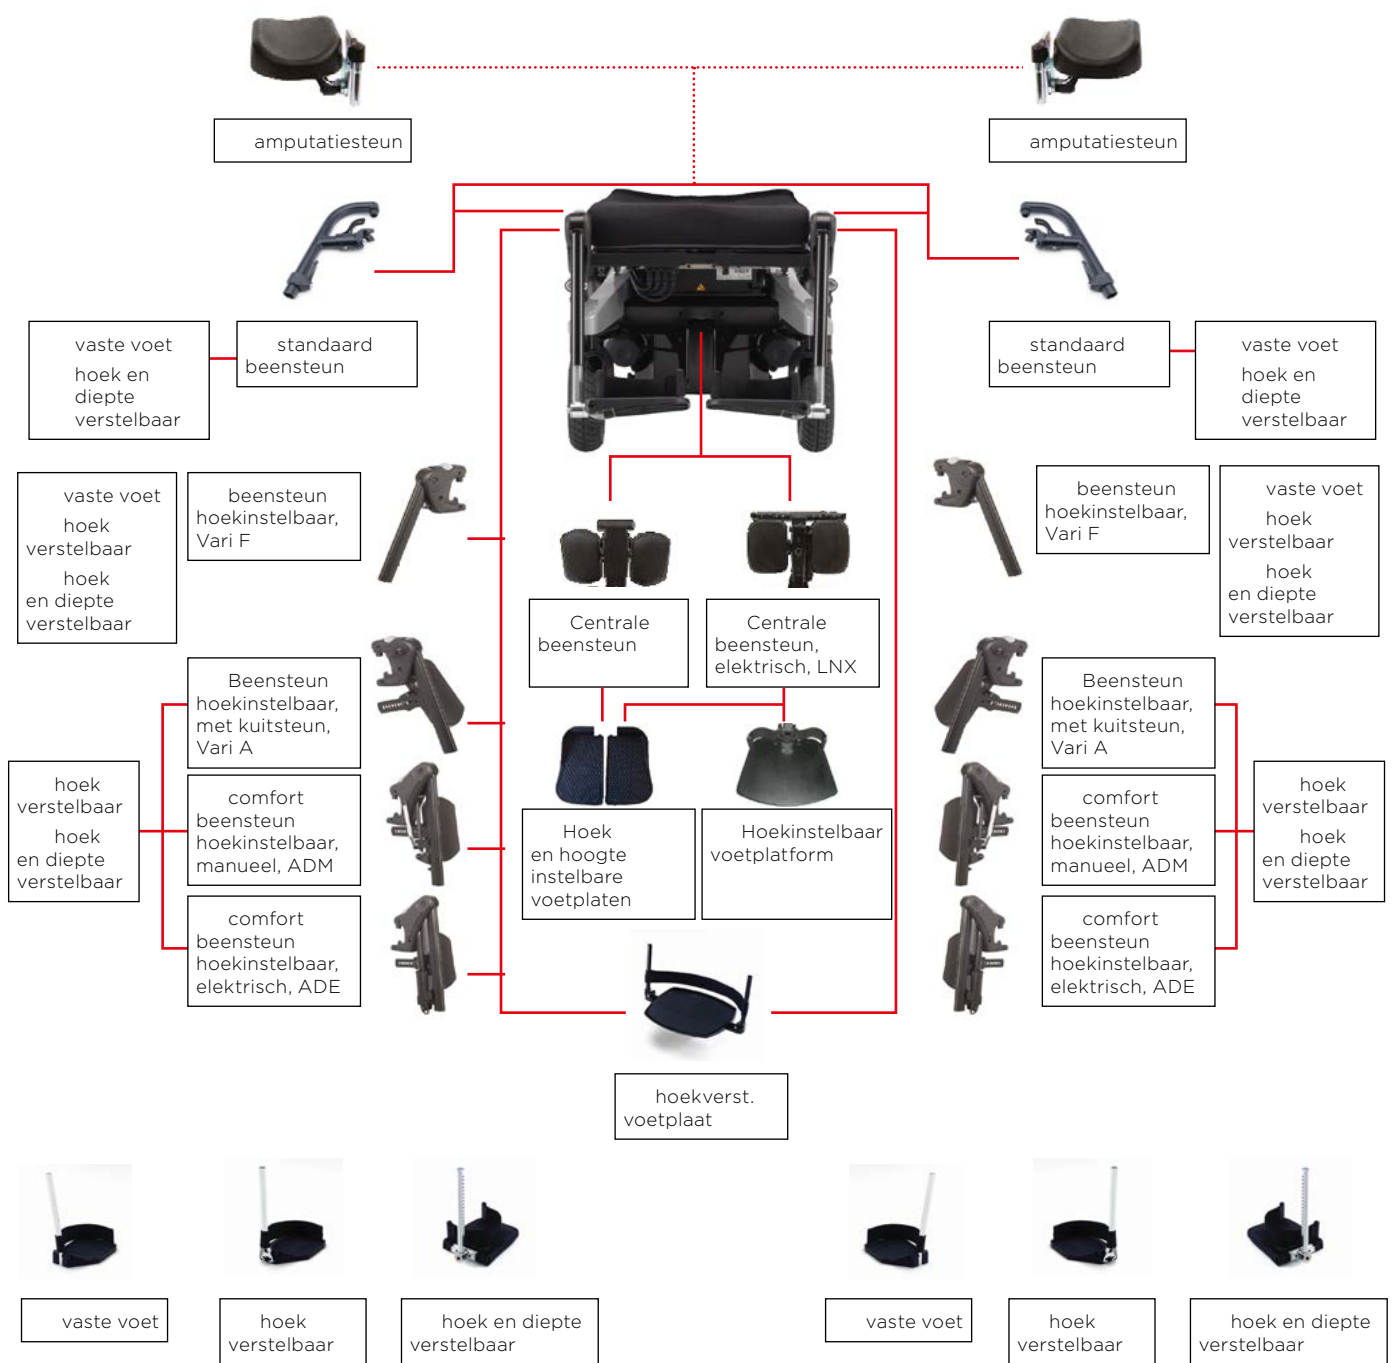 amputatiesteun
amputatiesteun
vaste voet
hoek en
diepte
verstelbaar
standaard
beensteun
standaard
beensteun
vaste voet
hoek en
diepte
verstelbaar
vaste voet
hoek
verstelbaar
hoek
en diepte
verstelbaar
beensteun
hoekinstelbaar,
Vari F
beensteun
hoekinstelbaar,
Vari F
vaste voet
hoek
verstelbaar
hoek
en diepte
verstelbaar
Centrale
beensteun
Centrale
beensteun,
elektrisch, LNX
Beensteun
hoekinstelbaar,
met kuitsteun,
Vari A
Beensteun
hoekinstelbaar,
met kuitsteun,
Vari A
hoek
verstelbaar
hoek
en diepte
verstelbaar
comfort
beensteun
hoekinstelbaar,
manueel, ADM
Hoek
en hoogte
instelbare
voetplaten
Hoekinstelbaar
voetplatform
comfort
beensteun
hoekinstelbaar,
manueel, ADM
hoek
verstelbaar
hoek
en diepte
verstelbaar
comfort
beensteun
hoekinstelbaar,
elektrisch, ADE
comfort
beensteun
hoekinstelbaar,
elektrisch, ADE
hoekverst.
voetplaat
vaste voet
hoek
verstelbaar
hoek en diepte
verstelbaar
vaste voet
hoek
verstelbaar
hoek en diepte
verstelbaar